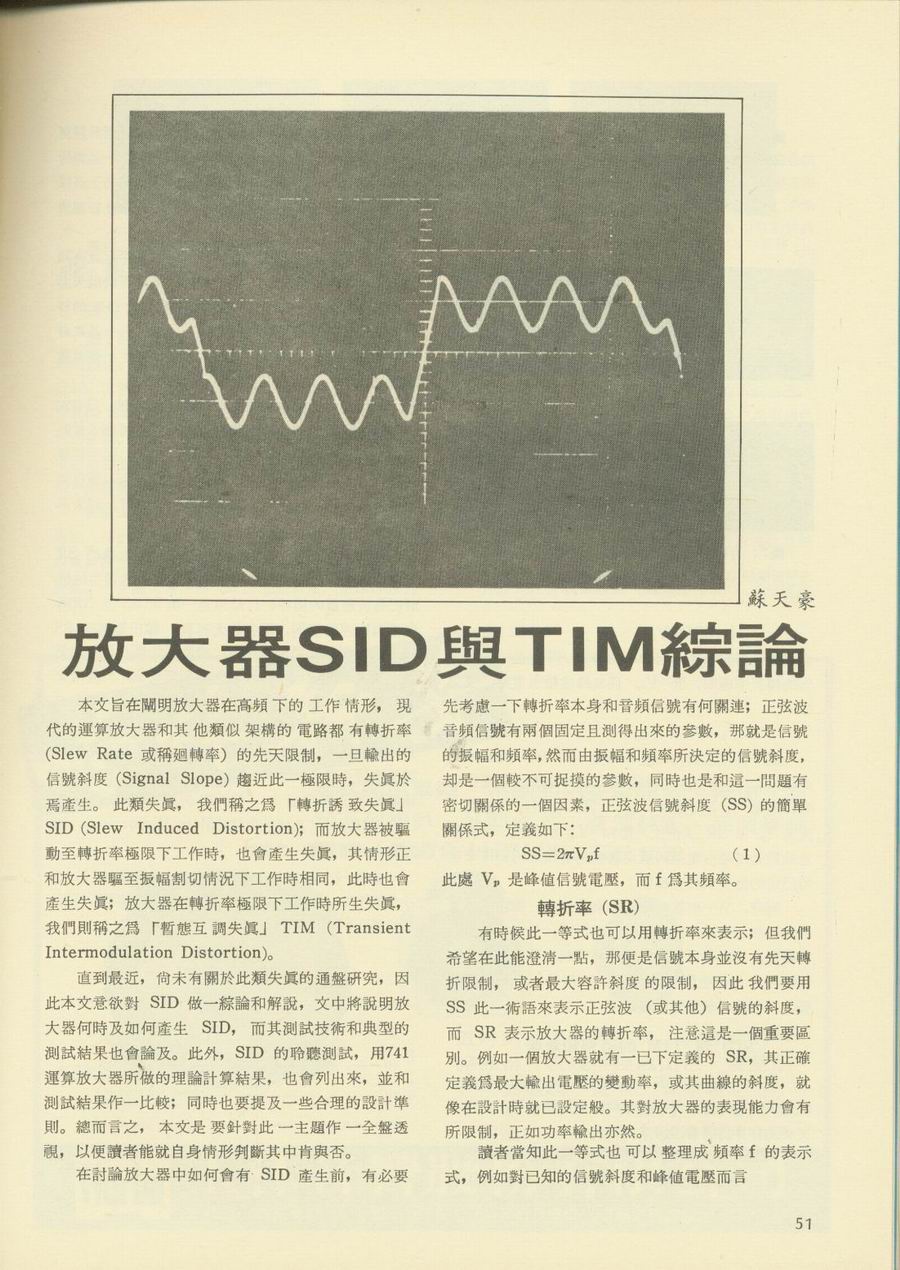 蘇天豪
放大器SID與TIM綜論
本文旨在闡明放大器在高頻下的工作情形，現
代的運算放大器和其他類似架構的電路都有轉折率
(Slew Rate 或稱廻轉率) 的先天限制，一旦輸出的
信號斜度 (Signal Slope) 趨近此一極限時，失眞於
焉產生。此類失眞，我們稱之爲「轉折誘致失眞」
SID (Slew Induced Distortion)；而放大器被驅
動至轉折率極限下工作時，也會產生失眞，其情形正
和放大器驅至振幅割切情況下工作時相同，此時也會
產生失眞；放大器在轉折率極限下工作時所生失眞，
我們則稱之爲「暫態互調失眞」TIM (Transient
Intermodulation Distortion)。
直到最近，尙未有關於此類失眞的通盤研究，因
此本文意欲對 SID 做一綜論和解說，文中將說明放
大器何時及如何產生 SID，而其測試技術和典型的
測試結果也會論及。此外，SID 的聆聽測試，用741
運算放大器所做的理論計算結果，也會列出來，並和
測試結果作一比較；同時也要提及一些合理的設計準
則。總而言之，本文是要針對此一主題作一全盤透
視，以便讀者能就自身情形判斷其中肯與否。
在討論放大器中如何會有 SID 產生前，有必要
先考慮一下轉折率本身和音頻信號有何關連；正弦波
音頻信號有兩個固定且測得出來的參數，那就是信號
的振幅和頻率，然而由振幅和頻率所決定的信號斜度，
却是一個較不可捉摸的參數，同時也是和這一問題有
密切關係的一個因素，正弦波信號斜度 (SS) 的簡單
關係式，定義如下：
SS=2πVpf （1）
此處 Vp 是峰値信號電壓，而 f 爲其頻率。
轉折率 (SR)
有時候此一等式也可以用轉折率來表示；但我們
希望在此能澄清一點，那便是信號本身並沒有先天轉
折限制，或者最大容許斜度的限制，因此我們要用
SS 此一術語來表示正弦波（或其他）信號的斜度，
而 SR 表示放大器的轉折率，注意這是一個重要區
別。例如一個放大器就有一已下定義的 SR，其正確
定義爲最大輸出電壓的變動率，或其曲線的斜度，就
像在設計時就已設定般。其對放大器的表現能力會有
所限制，正如功率輸出亦然。
讀者當知此一等式也可以整理成頻率 f 的表示
式，例如對已知的信號斜度和峰値電壓而言
51